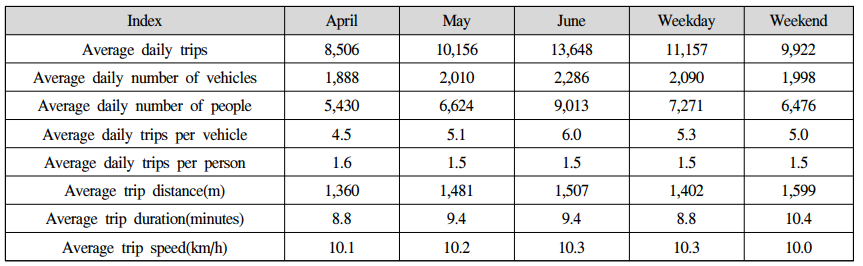 Index April May June Weekday Weekend
Average daily trips 8,506 10,156 13,648 11,157 9,922
Average daily number of vehicles 1,888 2,010 2,286 2,090 1,998
Average daily number of people 5,430 6,624 9,013 7,271 6,476
Average daily trips per vehicle 4.5 5.1 6.0 5.3 5.0
Average daily trips per person 1.6 1.5 1.5 1.5 1.5
Average trip distance(m) 1,360 1,481 1,507 1,402 1,599
Average trip duration(minutes) 8.8 9.4 9.4 8.8 10.4
Average trip speed(km/h) 10.1 10.2 10.3 10.3 10.0